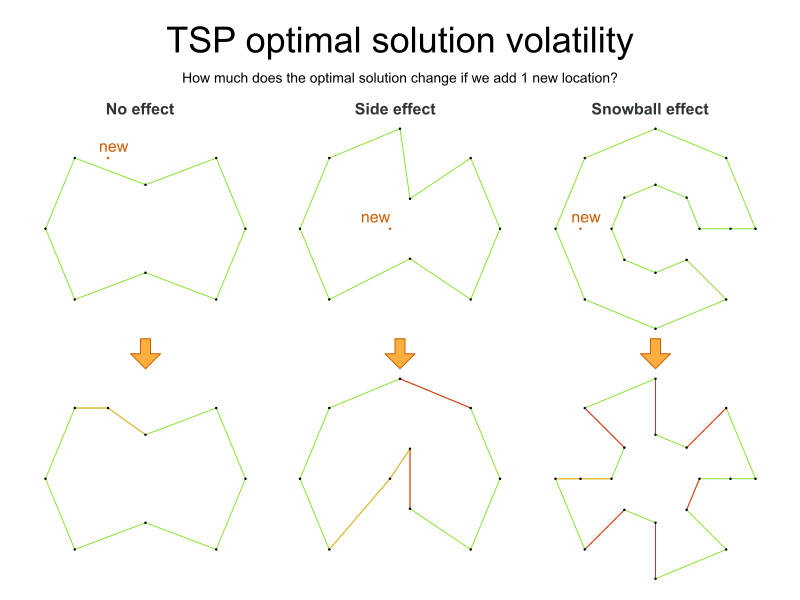 TSP optimal solution volatility
How much does the optimal solution change if we add 1 new location?
No effect
Side effect
Snowball effect
new
new
new